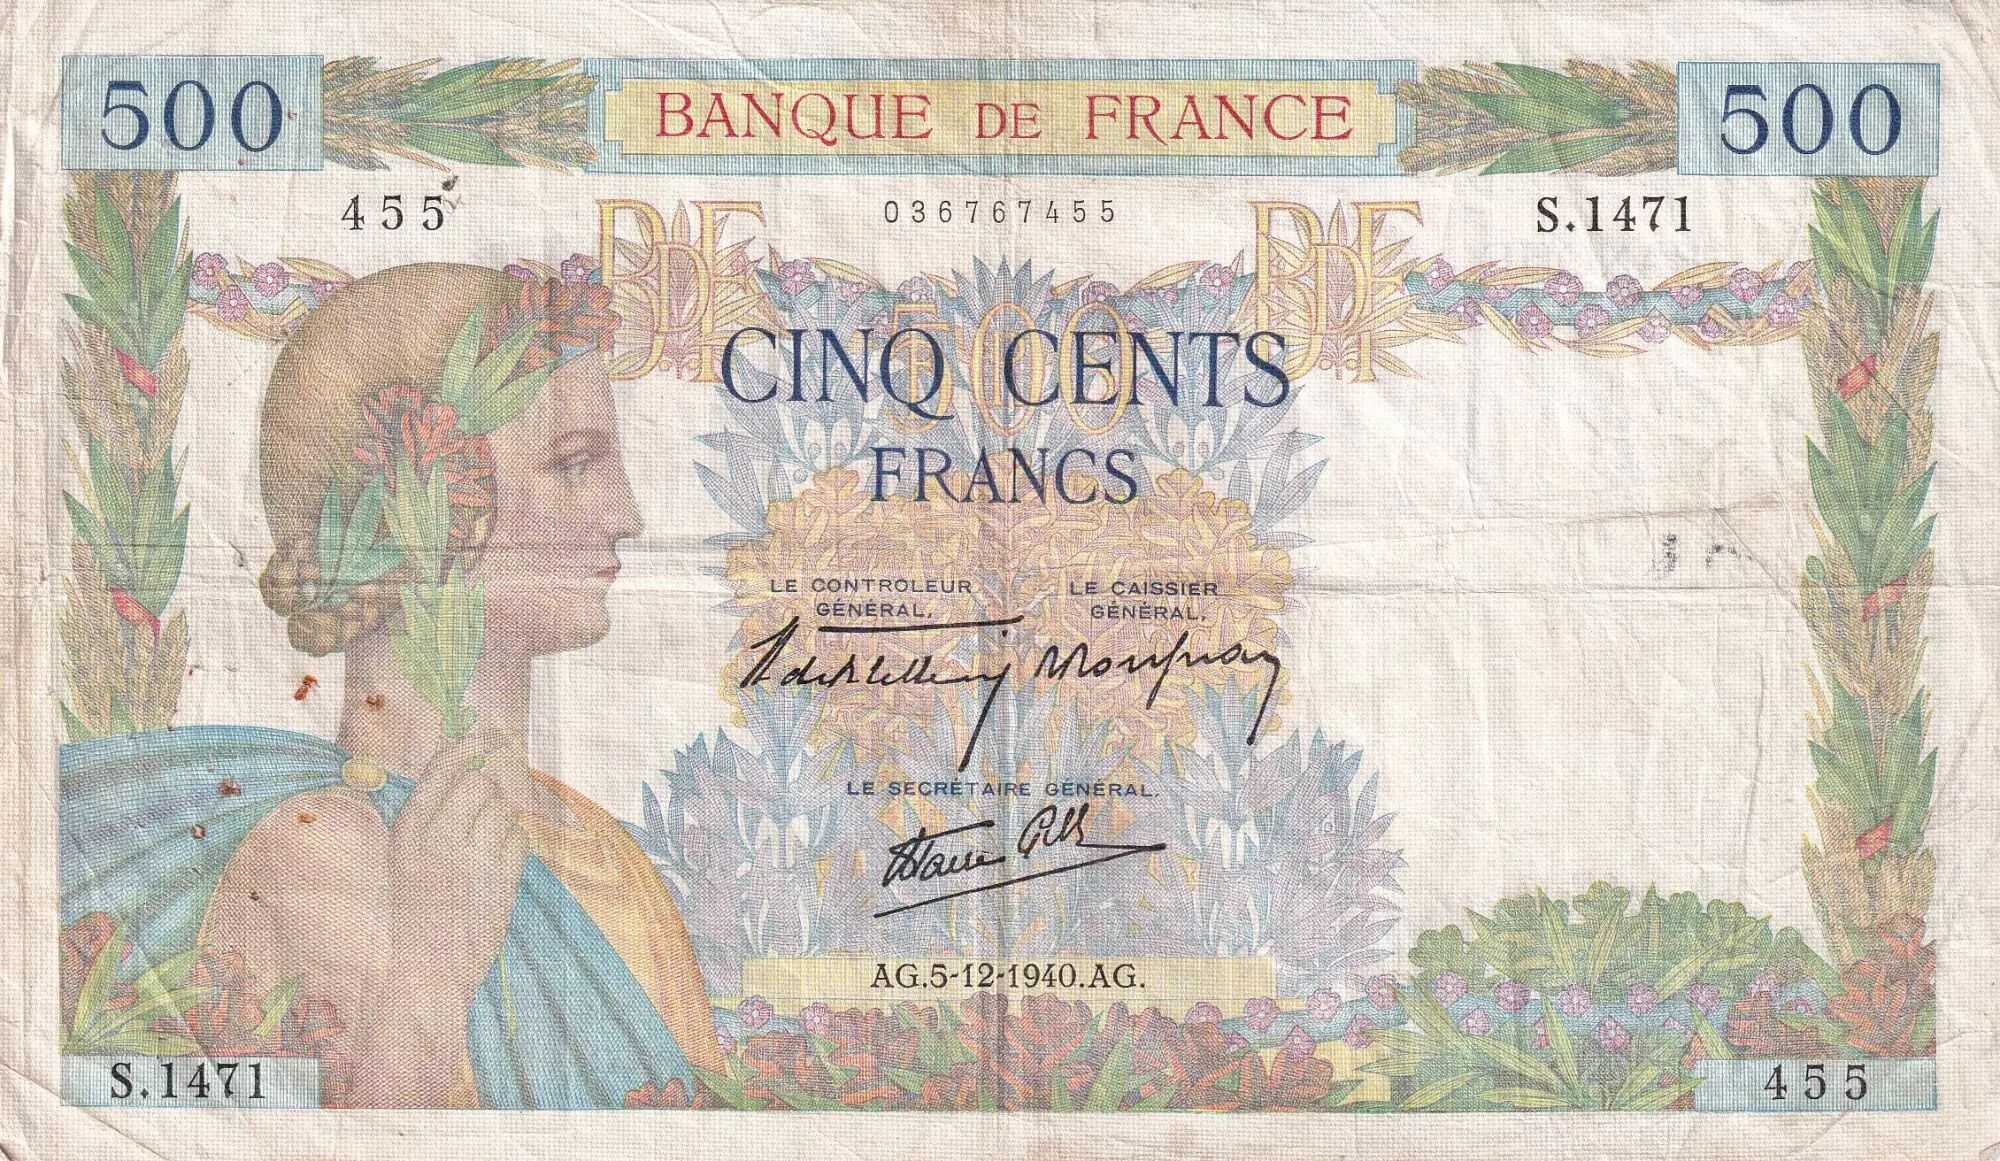 500 BANQUE DE FRANCE 500
455 036767455 S.1471
BDF BDF
500
CINQ CENTS
FRANCS
LE CONTROLEUR
GÉNÉRAL,
LE CAISSIER
GÉNÉRAL,
LE SECRÉTAIRE GÉNÉRAL.
AG.5-12-1940.AG.
S.1471 455